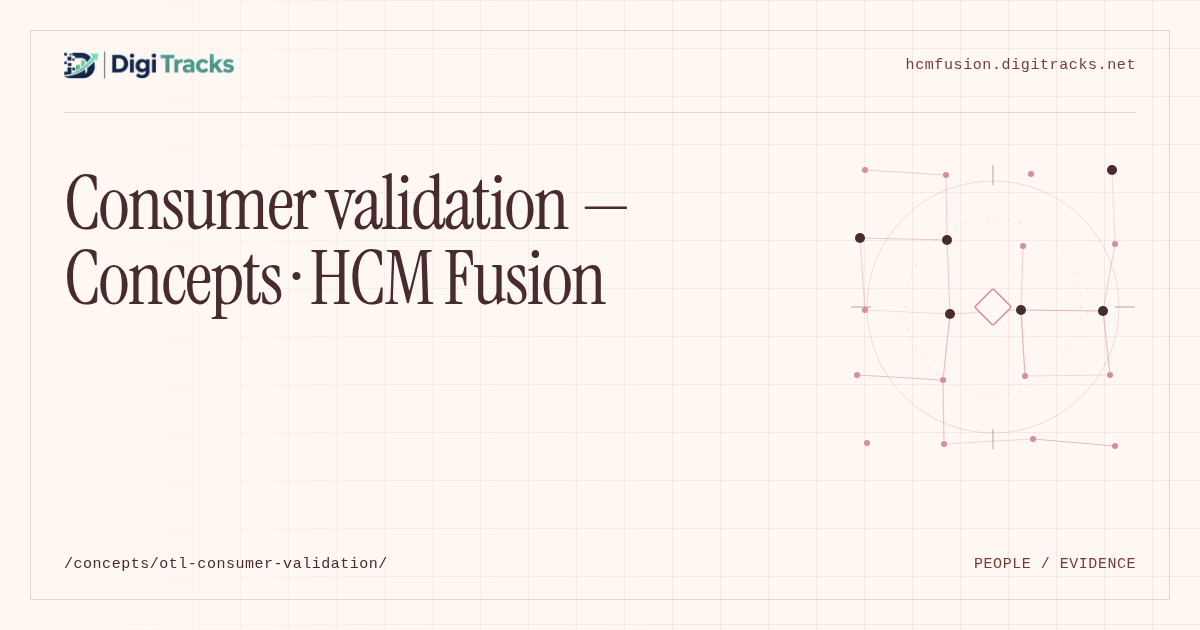 Digi Tracks
hcmfusion.digitracks.net
Consumer validation —
Concepts · HCM Fusion
/concepts/otl-consumer-validation/
PEOPLE / EVIDENCE